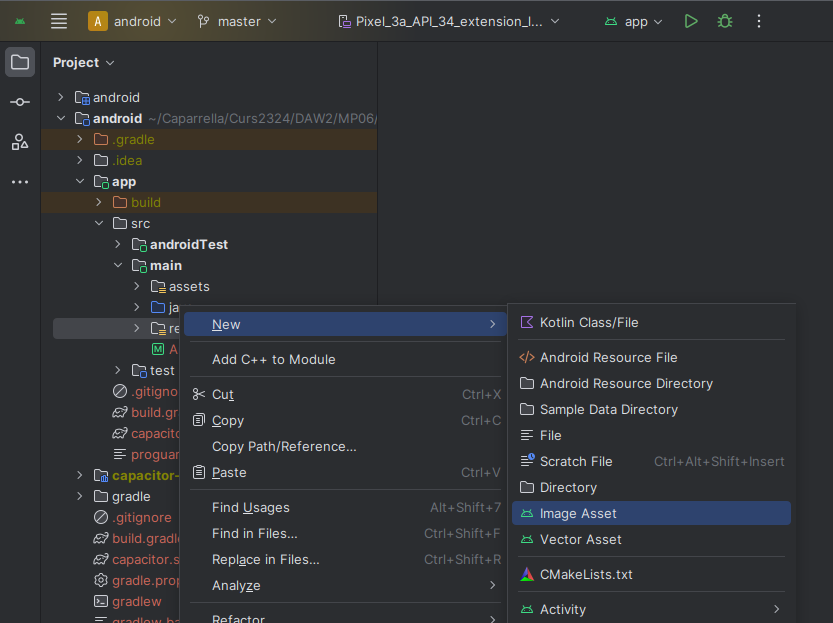 A android master Pixel_3a_API_34_extension_l... app
Project
android
android ~/Caparrella/Curs2324/DAW2/MP06/
.gradle
.idea
app
build
src
androidTest
main
assets
ja
re
M A
test
.gitigno
build.gr
capacito
proguar
capacitor-
gradle
.gitignore
build.gradle
capacitor.s
gradle.prop
gradlew
gradlew.ba
New
Add C++ to Module
Cut Ctrl+X
Copy Ctrl+C
Copy Path/Reference...
Paste Ctrl+V
Find Usages Alt+Shift+7
Find in Files... Ctrl+Shift+F
Replace in Files... Ctrl+Shift+R
Analyze
Refactor
Kotlin Class/File
Android Resource File
Android Resource Directory
Sample Data Directory
File
Scratch File Ctrl+Alt+Shift+Insert
Directory
Image Asset
Vector Asset
CMakeLists.txt
Activity